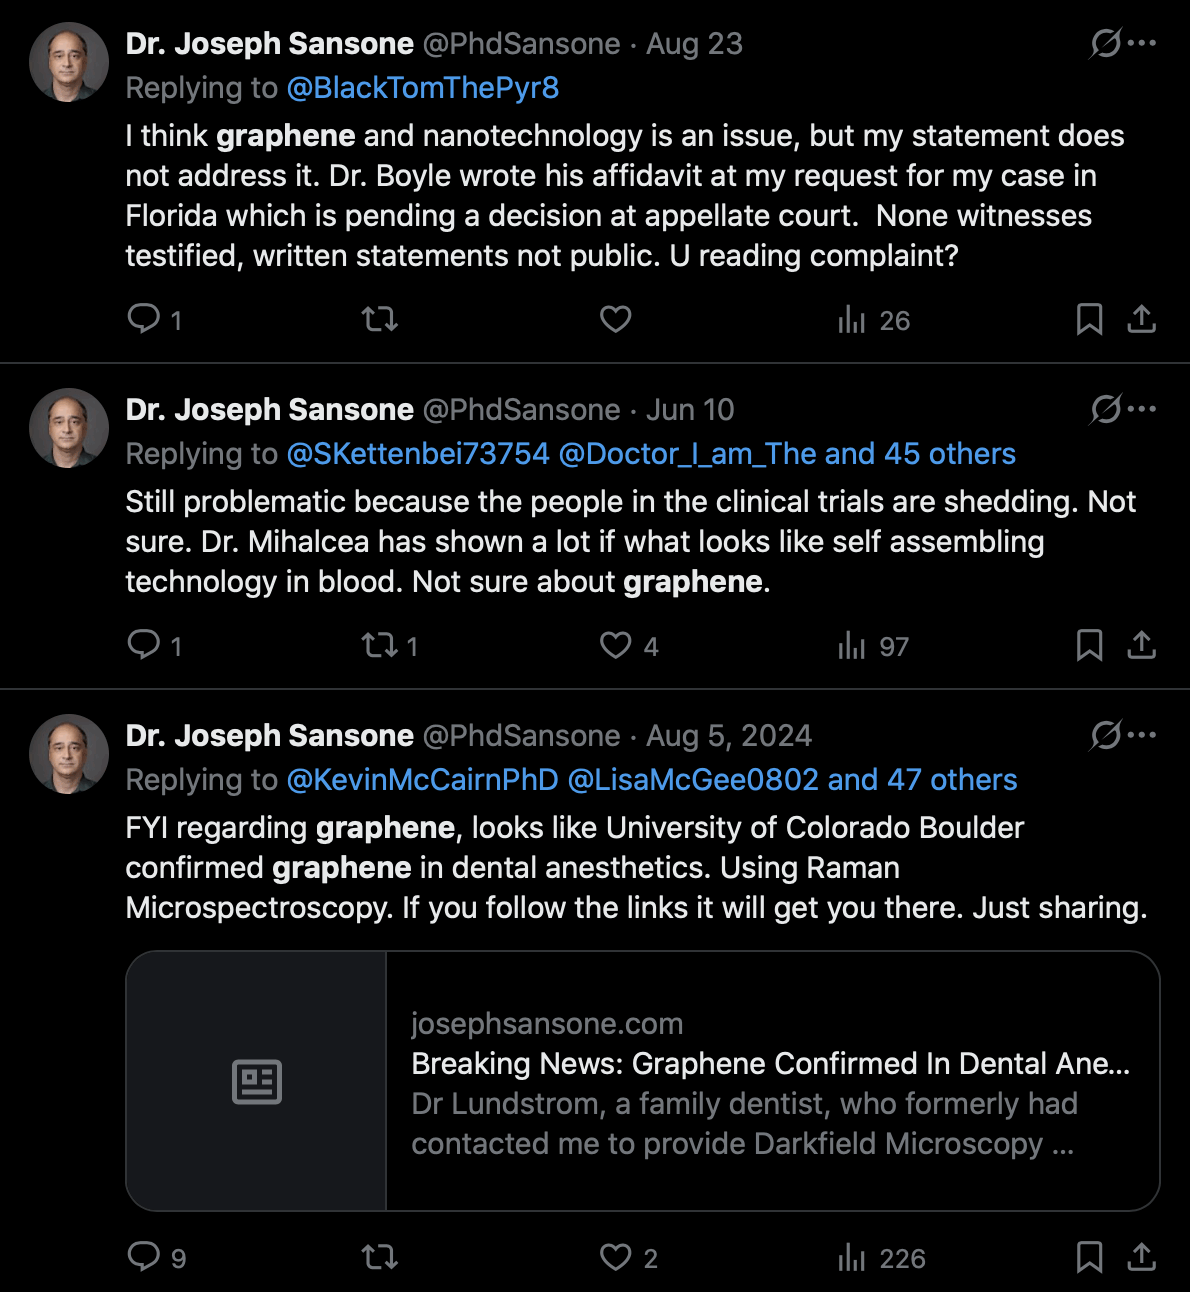 Dr. Joseph Sansone @PhdSansone · Aug 23
Replying to @BlackTomThePyr8
I think graphene and nanotechnology is an issue, but my statement does
not address it. Dr. Boyle wrote his affidavit at my request for my case in
Florida which is pending a decision at appellate court.  None witnesses
testified, written statements not public. U reading complaint?
1 26
Dr. Joseph Sansone @PhdSansone · Jun 10
Replying to @SKettenbei73754 @Doctor_I_am_The and 45 others
Still problematic because the people in the clinical trials are shedding. Not
sure. Dr. Mihalcea has shown a lot if what looks like self assembling
technology in blood. Not sure about graphene.
1 1 4 97
Dr. Joseph Sansone @PhdSansone · Aug 5, 2024
Replying to @KevinMcCairnPhD @LisaMcGee0802 and 47 others
FYI regarding graphene, looks like University of Colorado Boulder
confirmed graphene in dental anesthetics. Using Raman
Microspectroscopy. If you follow the links it will get you there. Just sharing.
josephsansone.com
Breaking News: Graphene Confirmed In Dental Ane...
Dr Lundstrom, a family dentist, who formerly had
contacted me to provide Darkfield Microscopy ...
9 2 226